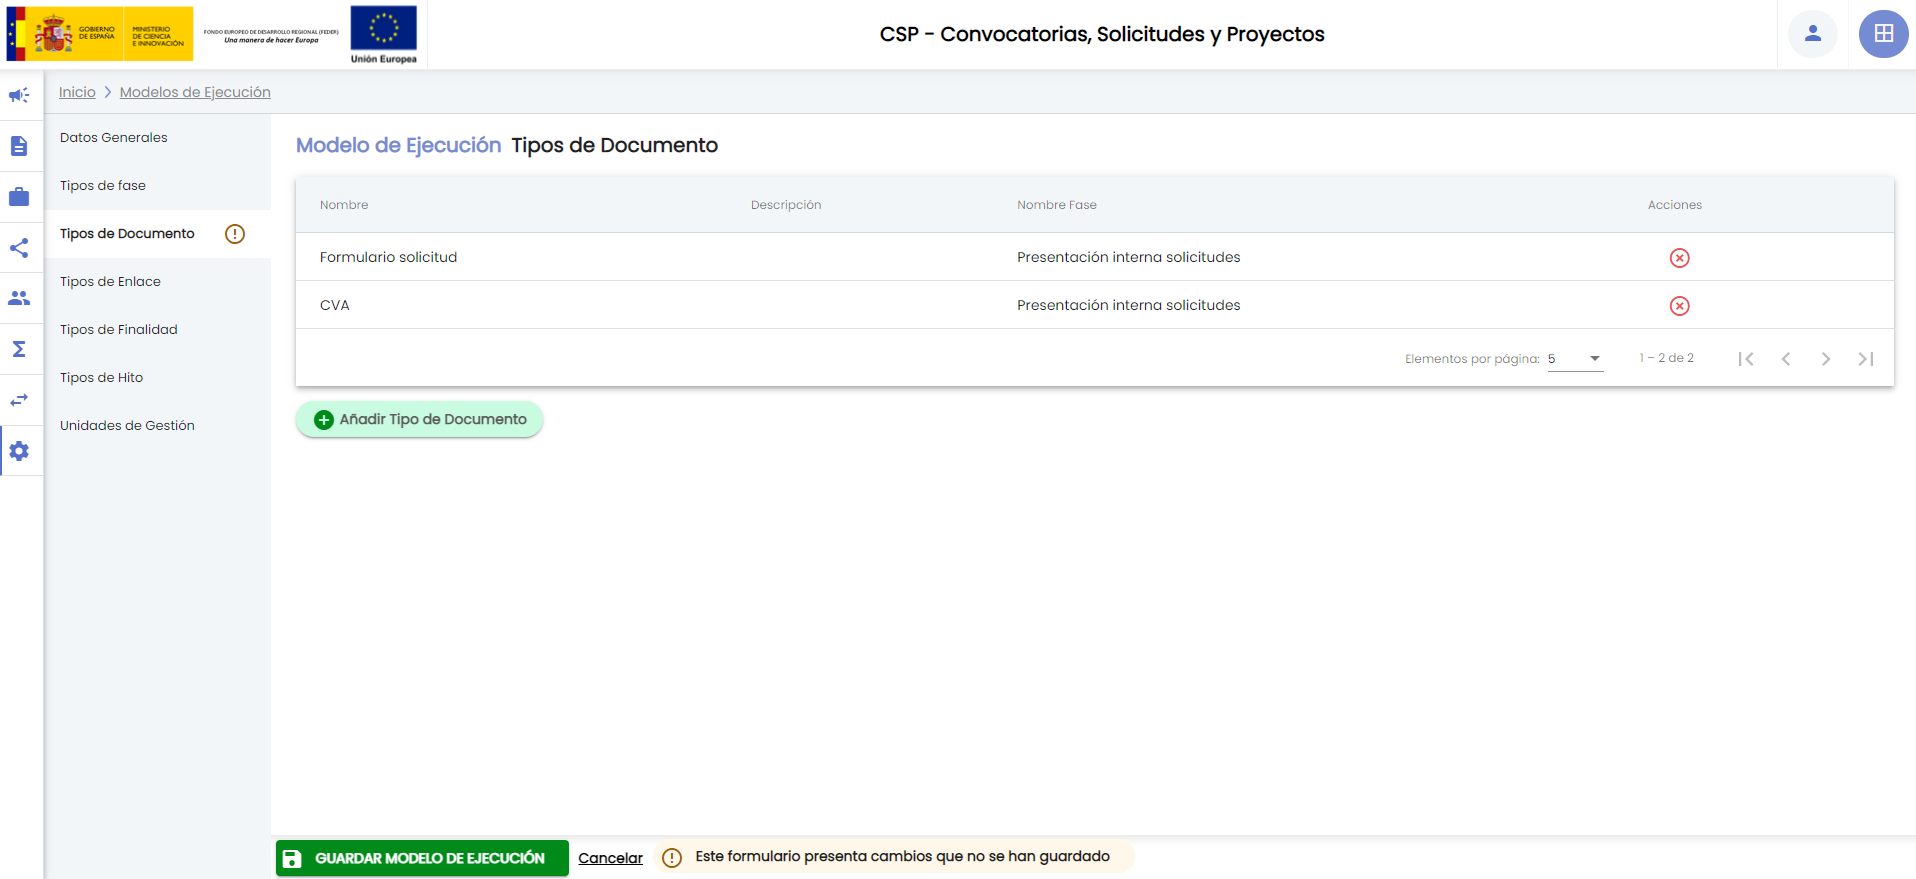 GOBIERNO
DE ESPAÑA
MINISTERIO
DE CIENCIA
E INNOVACIÓN
FONDO EUROPEO DE DESARROLLO REGIONAL (FEDER)
Una manera de hacer Europa
Unión Europea
CSP - Convocatorias, Solicitudes y Proyectos
Inicio > Modelos de Ejecución
Datos Generales
Tipos de fase
Tipos de Documento
Tipos de Enlace
Tipos de Finalidad
Tipos de Hito
Unidades de Gestión
Modelo de Ejecución Tipos de Documento
Nombre Descripción Nombre Fase Acciones
Formulario solicitud Presentación interna solicitudes
CVA Presentación interna solicitudes
Elementos por página: 5 1 – 2 de 2
Añadir Tipo de Documento
GUARDAR MODELO DE EJECUCIÓN Cancelar Este formulario presenta cambios que no se han guardado